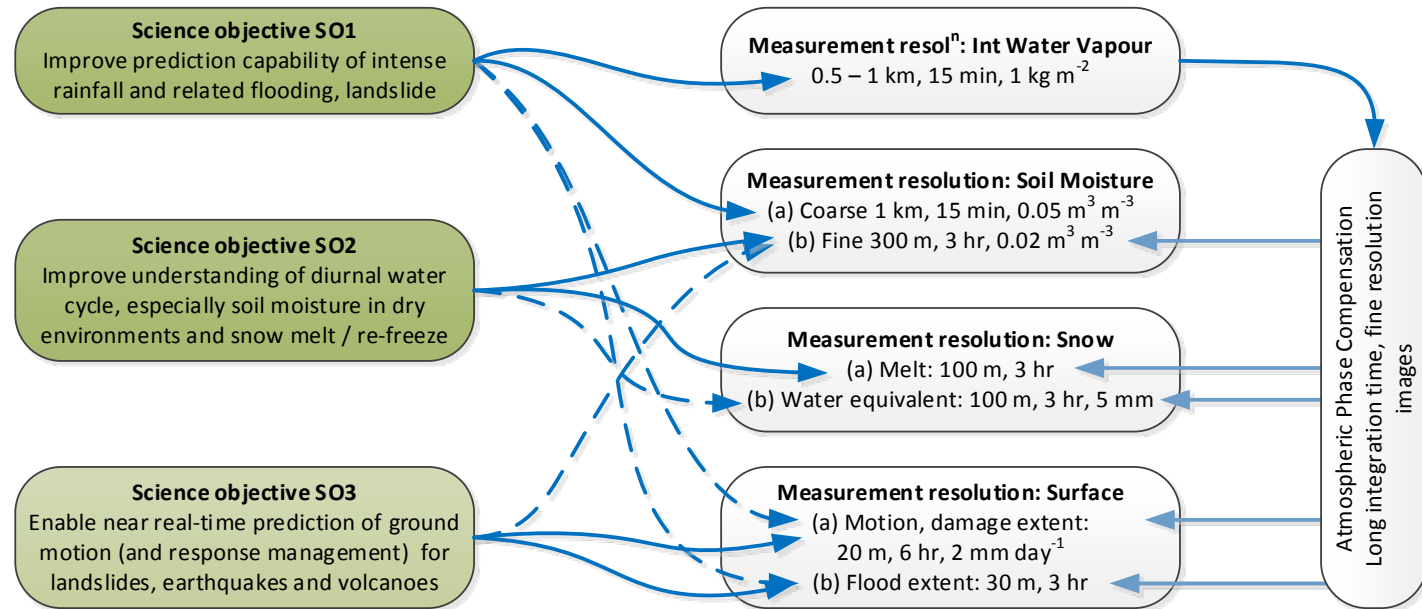 Science objective SO1
Improve prediction capability of intense
rainfall and related flooding, landslide
Science objective SO2
Improve understanding of diurnal water
cycle, especially soil moisture in dry
environments and snow melt / re-freeze
Science objective SO3
Enable near real-time prediction of ground
motion (and response management) for
landslides, earthquakes and volcanoes
Measurement resolⁿ: Int Water Vapour
0.5 – 1 km, 15 min, 1 kg m⁻²
Measurement resolution: Soil Moisture
(a) Coarse 1 km, 15 min, 0.05 m³ m⁻³
(b) Fine 300 m, 3 hr, 0.02 m³ m⁻³
Measurement resolution: Snow
(a) Melt: 100 m, 3 hr
(b) Water equivalent: 100 m, 3 hr, 5 mm
Measurement resolution: Surface
(a) Motion, damage extent:
20 m, 6 hr, 2 mm day⁻¹
(b) Flood extent: 30 m, 3 hr
Atmospheric Phase Compensation
Long integration time, fine resolution
images